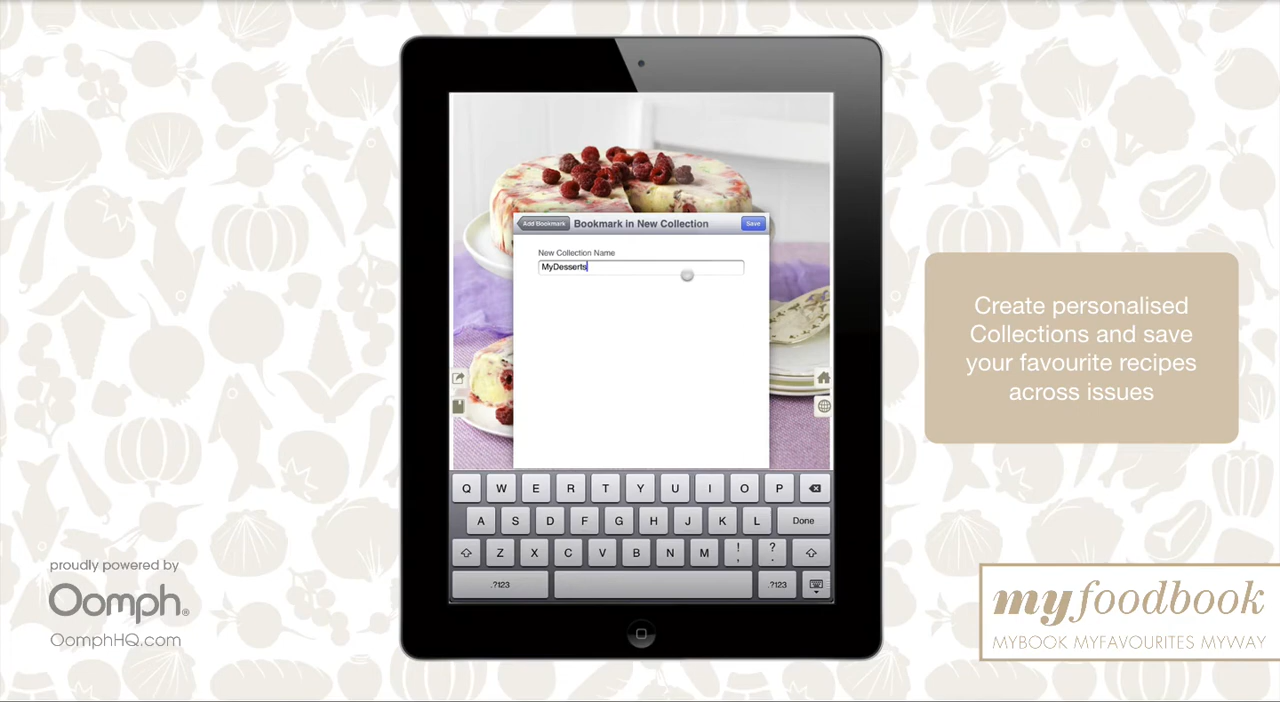 Add Bookmark
Bookmark in New Collection
Save
New Collection Name
MyDesserts
Q W E R T Y U I O P
A S D F G H J K L Done
Z X C V B N M ! , ? .
.?123 .?123
Create personalised
Collections and save
your favourite recipes
across issues
proudly powered by
Oomph®
OomphHQ.com
myfoodbook
MYBOOK MYFAVOURITES MYWAY